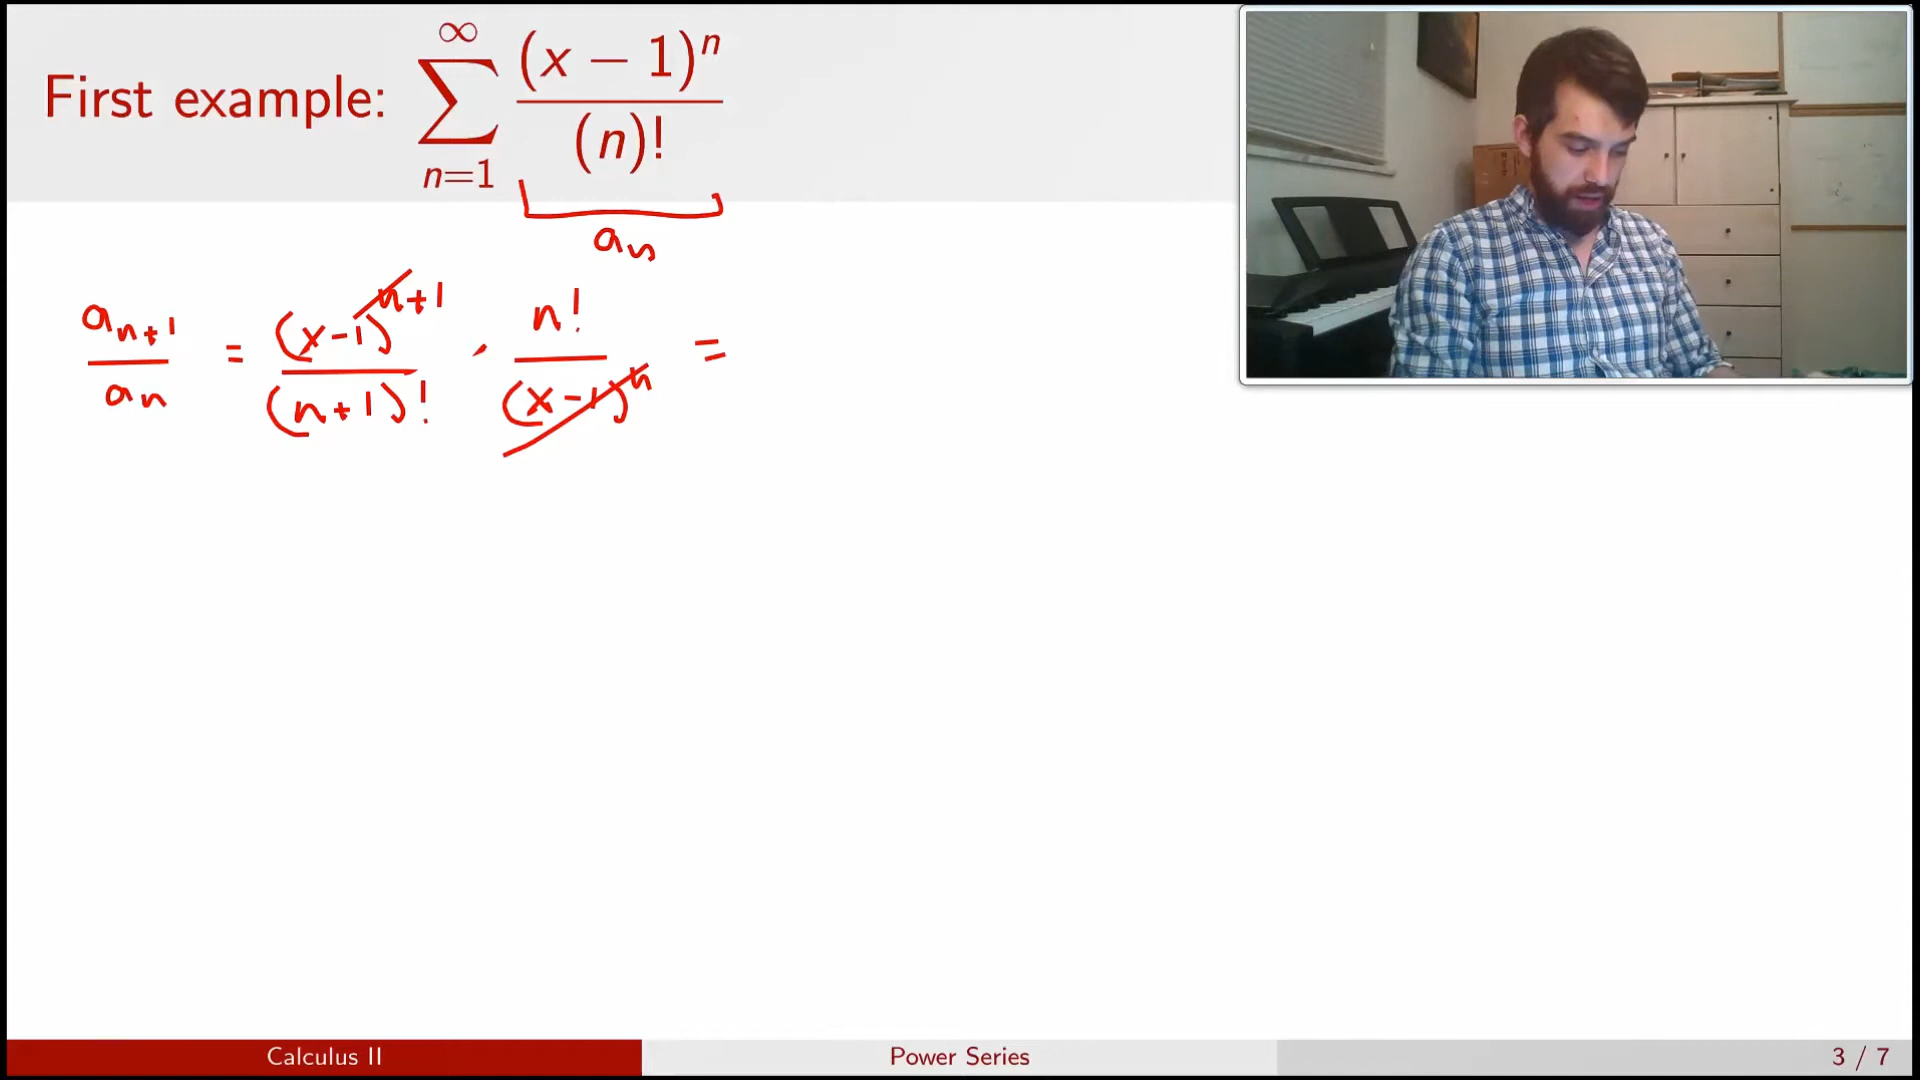 First example: \sum_{n=1}^{\infty} \frac{(x-1)^n}{(n)!}
a_n
\frac{a_{n+1}}{a_n} = \frac{(x-1)^{n+1}}{(n+1)!} \cdot \frac{n!}{(x-1)^n} =
Calculus II
Power Series
3 / 7